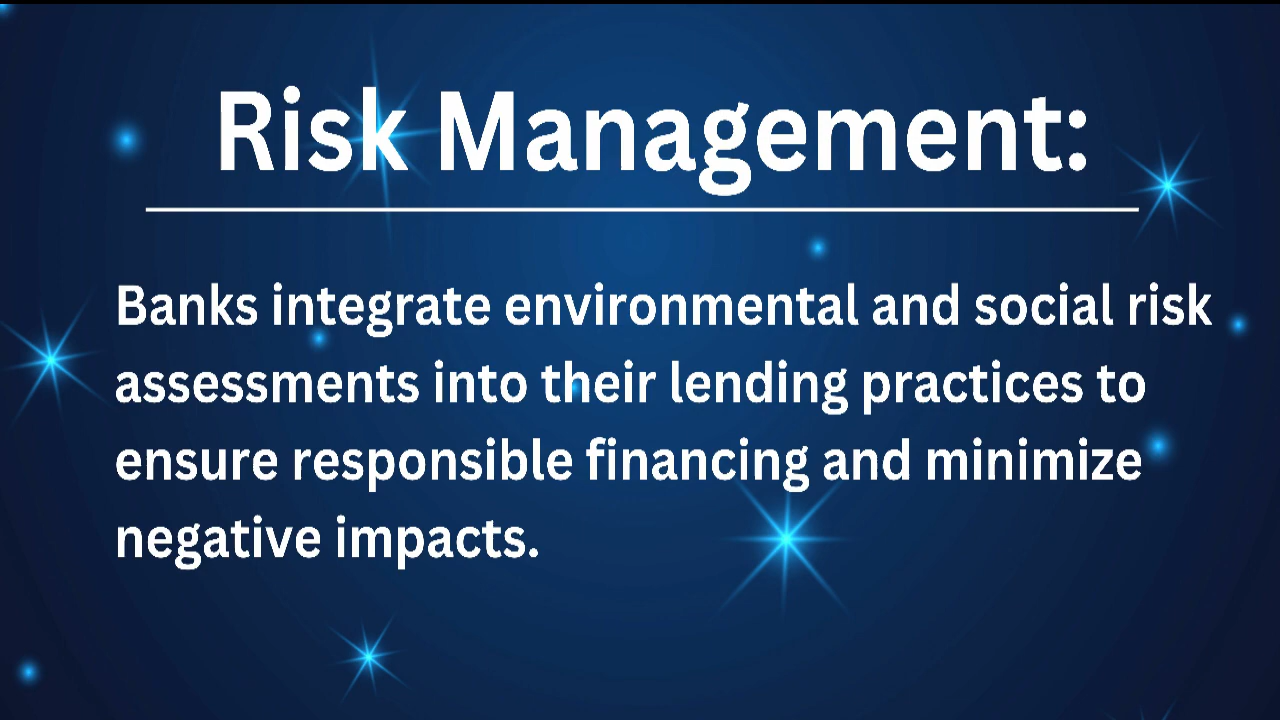 Risk Management:
Banks integrate environmental and social risk
assessments into their lending practices to
ensure responsible financing and minimize
negative impacts.